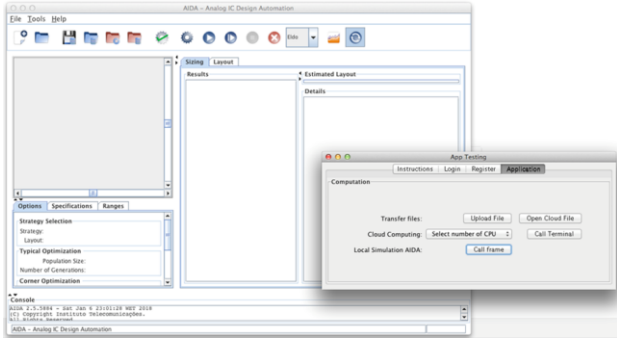 AIDA - Analog IC Design Automation
File Tools Help
Eldo
Sizing Layout
Results
Estimated Layout
Details
App Testing
Instructions Login Register Application
Computation
Transfer files: Upload File Open Cloud File
Cloud Computing: Select number of CPU Call Terminal
Local Simulation AIDA: Call frame
Options Specifications Ranges
Strategy Selection
Strategy:
Layout:
Typical Optimization
Population Size:
Number of Generations:
Corner Optimization
Console
AIDA 2.5.5884 - Sat Jan 6 23:01:28 WET 2018
(C) Copyright Instituto Telecomunicações.
All Rights Reserved
AIDA - Analog IC Design Automation